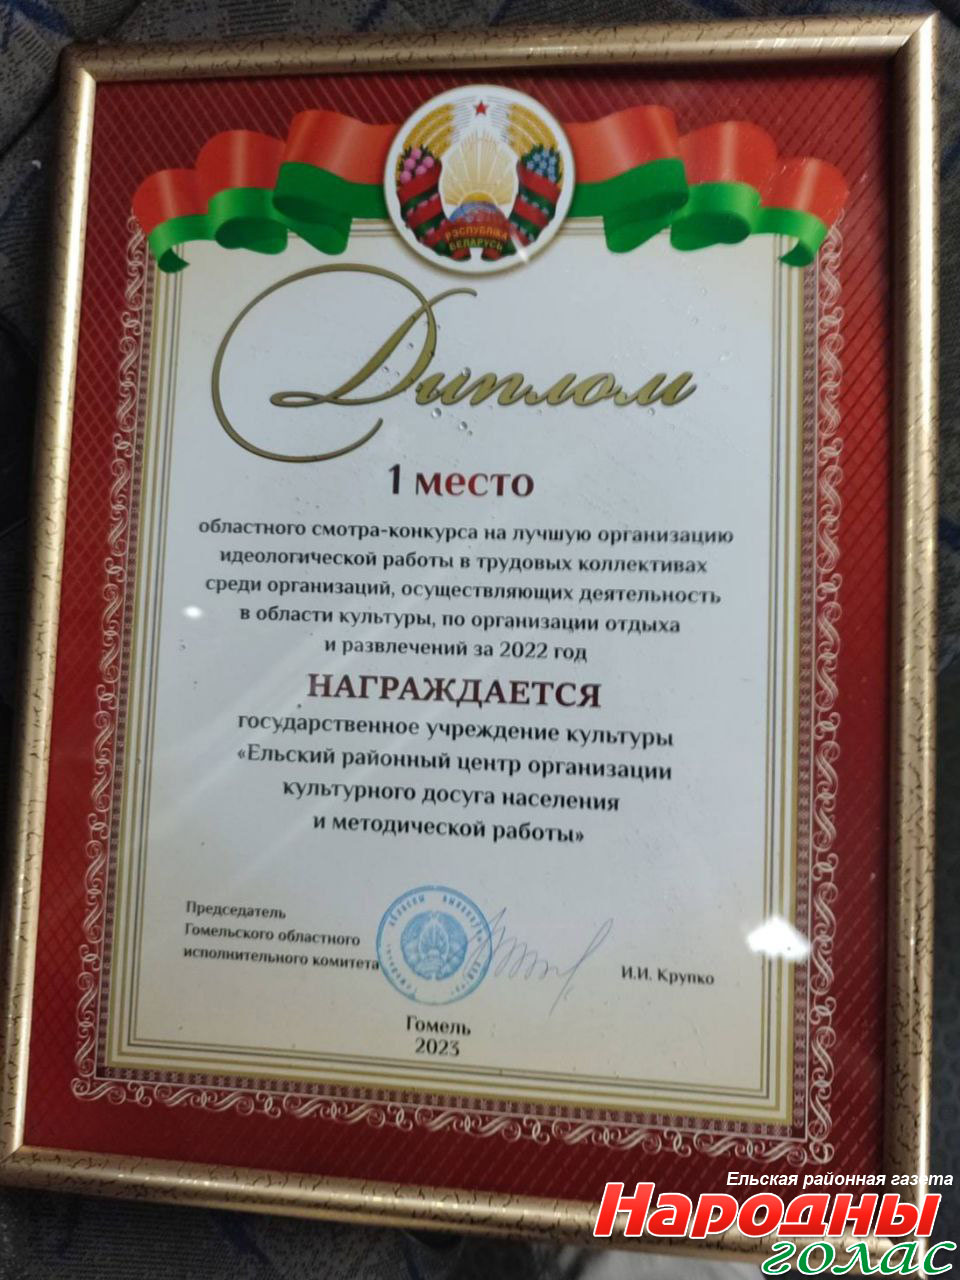 РЭСПУБЛІКА
БЕЛАРУСЬ
Диплом
1 место
областного смотра-конкурса на лучшую организацию
идеологической работы в трудовых коллективах
среди организаций, осуществляющих деятельность
в области культуры, по организации отдыха
и развлечений за 2022 год
НАГРАЖДАЕТСЯ
государственное учреждение культуры
«Ельский районный центр организации
культурного досуга населения
и методической работы»
Председатель
Гомельского областного
исполнительного комитета
И.И. Крупко
Гомель
2023
Ельская районная газета
Народны
голас